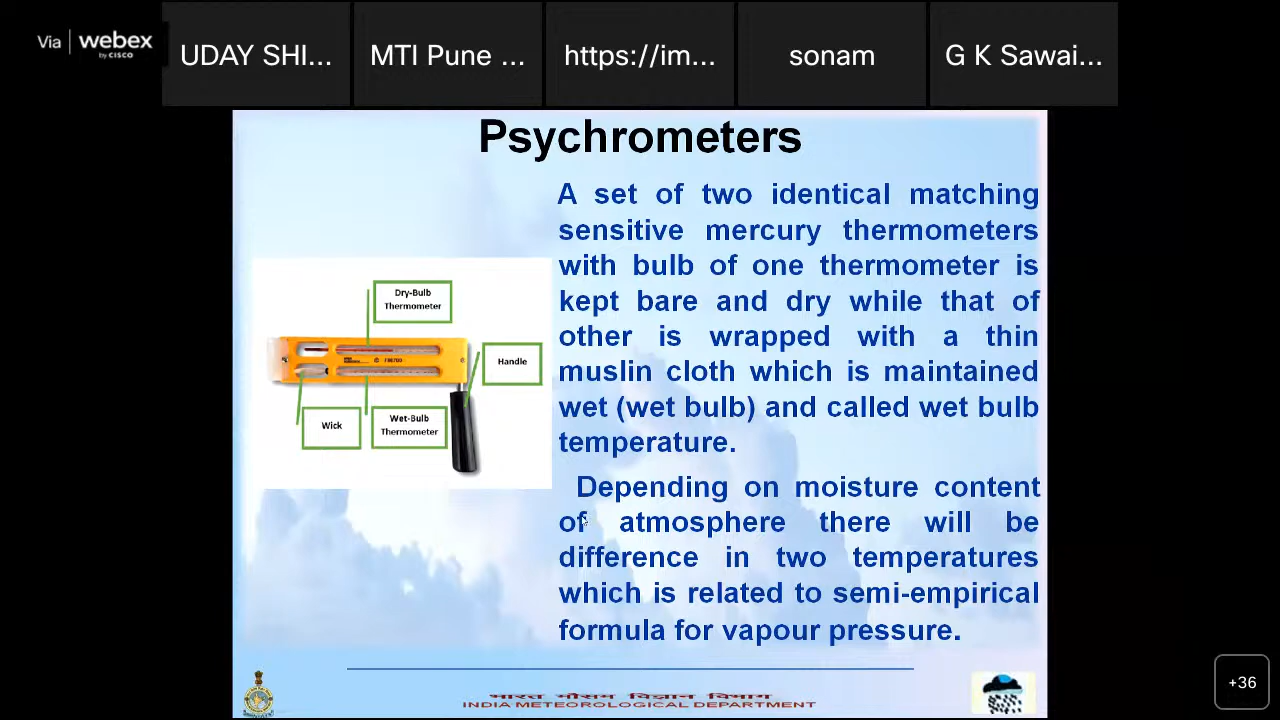 Via webex
by CISCO
UDAY SHI...
MTI Pune ...
https://im...
sonam
G K Sawai...
Psychrometers
A set of two identical matching
sensitive mercury thermometers
with bulb of one thermometer is
kept bare and dry while that of
other is wrapped with a thin
muslin cloth which is maintained
wet (wet bulb) and called wet bulb
temperature.
Depending on moisture content
of atmosphere there will be
difference in two temperatures
which is related to semi-empirical
formula for vapour pressure.
Dry-Bulb
Thermometer
Handle
Wick
Wet-Bulb
Thermometer
भारत मौसम विज्ञान विभाग
INDIA METEOROLOGICAL DEPARTMENT
+36